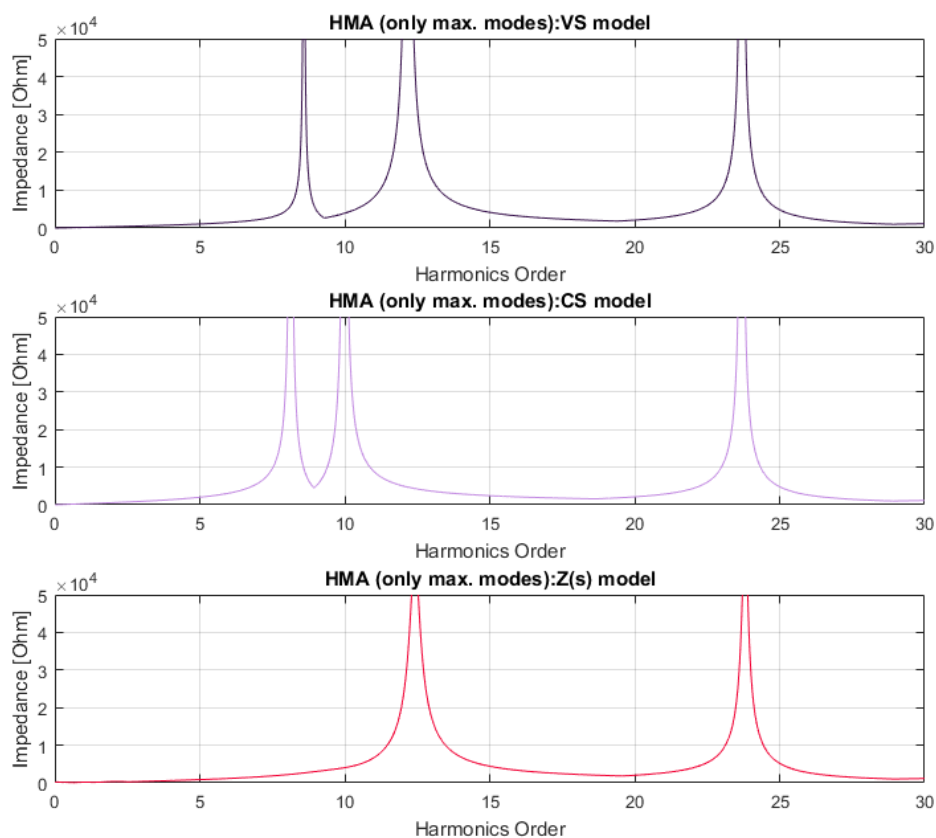 HMA (only max. modes):VS model
×10^4
5
4
3
2
1
0
Impedance [Ohm]
0 5 10 15 20 25 30
Harmonics Order
HMA (only max. modes):CS model
×10^4
5
4
3
2
1
0
Impedance [Ohm]
0 5 10 15 20 25 30
Harmonics Order
HMA (only max. modes):Z(s) model
×10^4
5
4
3
2
1
0
Impedance [Ohm]
0 5 10 15 20 25 30
Harmonics Order